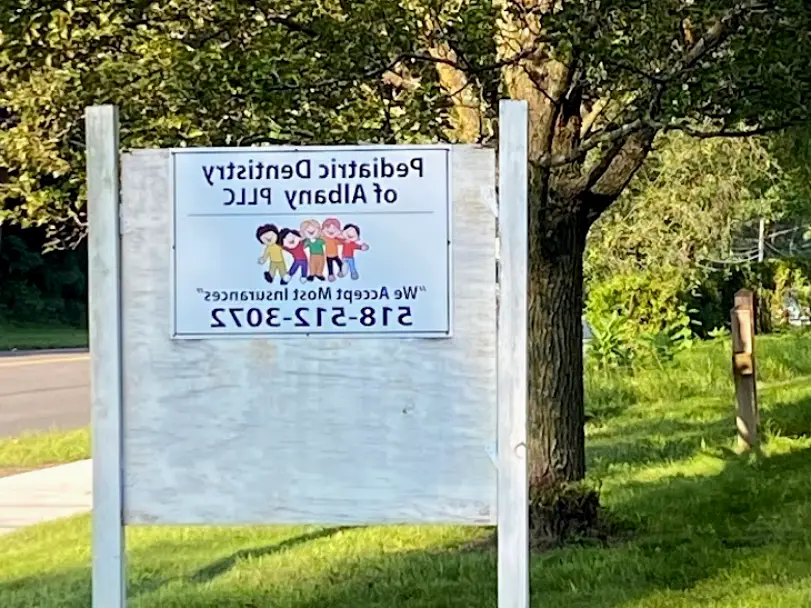 Pediatric Dentistry
of Albany PLLC
"We Accept Most Insurances"
518-512-3072